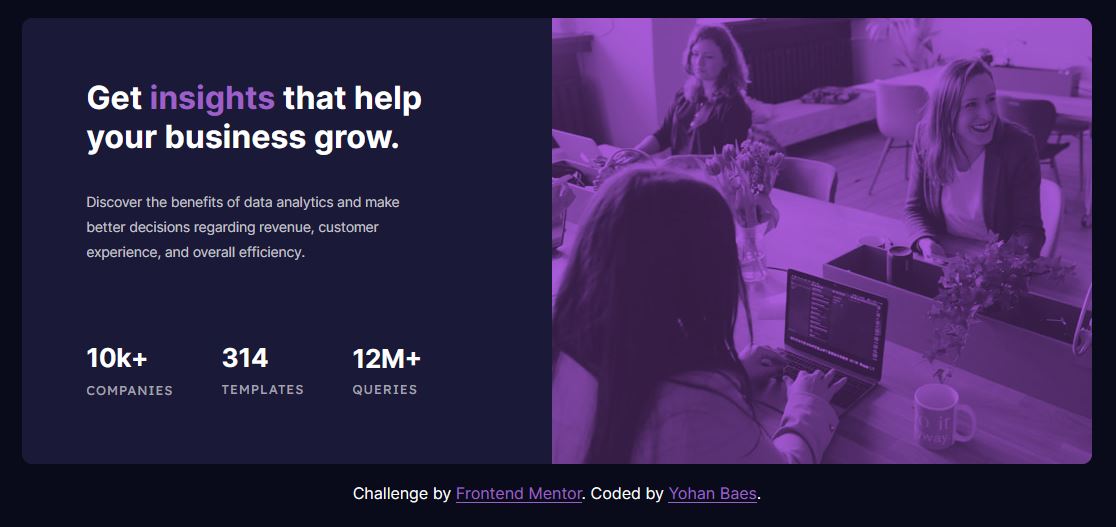 Get insights that help
your business grow.
Discover the benefits of data analytics and make
better decisions regarding revenue, customer
experience, and overall efficiency.
10k+
COMPANIES
314
TEMPLATES
12M+
QUERIES
Challenge by Frontend Mentor. Coded by Yohan Baes.